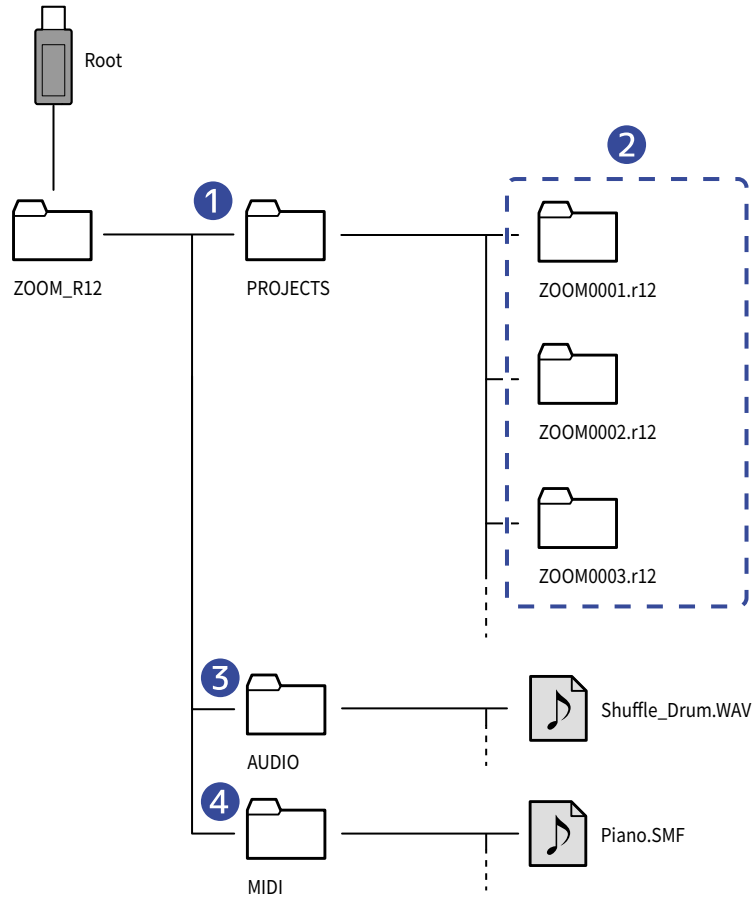 Root
2
1
ZOOM_R12
PROJECTS
ZOOM0001.r12
ZOOM0002.r12
ZOOM0003.r12
3
AUDIO
Shuffle_Drum.WAV
4
MIDI
Piano.SMF